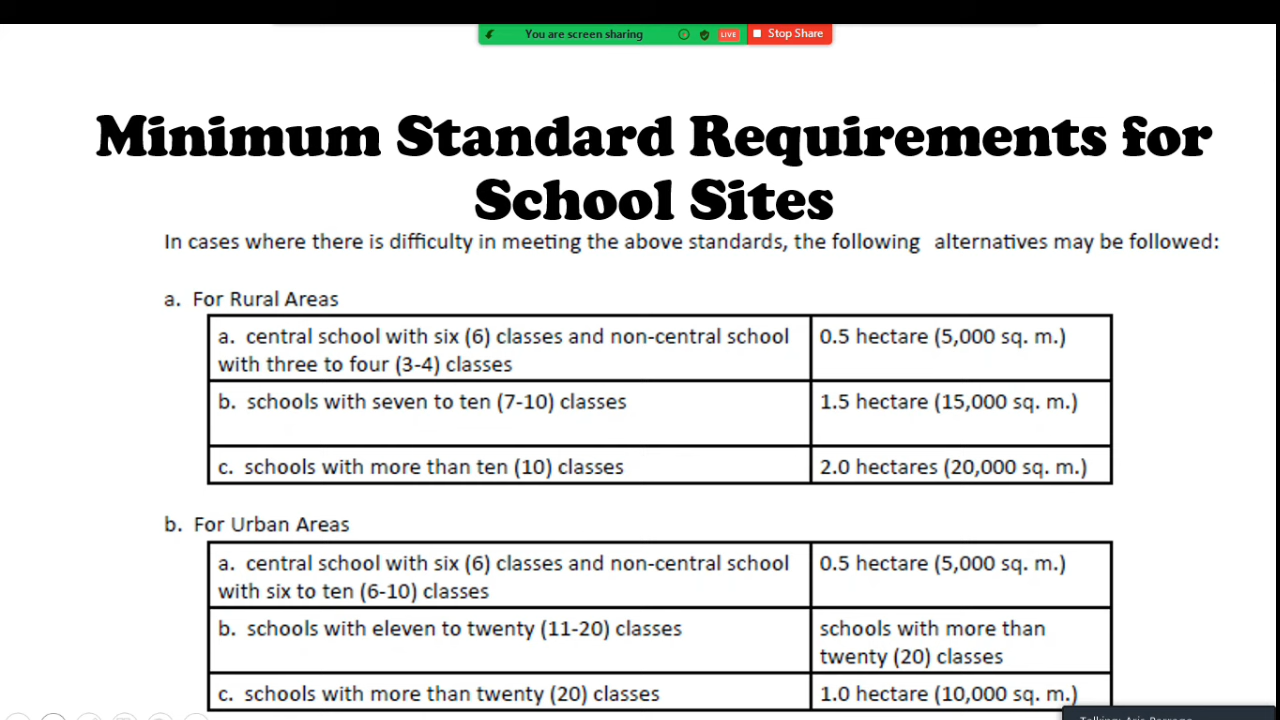 You are screen sharing
LIVE
Stop Share
Minimum Standard Requirements for
School Sites
In cases where there is difficulty in meeting the above standards, the following alternatives may be followed:
a. For Rural Areas
a. central school with six (6) classes and non-central school
with three to four (3-4) classes
0.5 hectare (5,000 sq. m.)
b. schools with seven to ten (7-10) classes
1.5 hectare (15,000 sq. m.)
c. schools with more than ten (10) classes
2.0 hectares (20,000 sq. m.)
b. For Urban Areas
a. central school with six (6) classes and non-central school
with six to ten (6-10) classes
0.5 hectare (5,000 sq. m.)
b. schools with eleven to twenty (11-20) classes
schools with more than
twenty (20) classes
c. schools with more than twenty (20) classes
1.0 hectare (10,000 sq. m.)